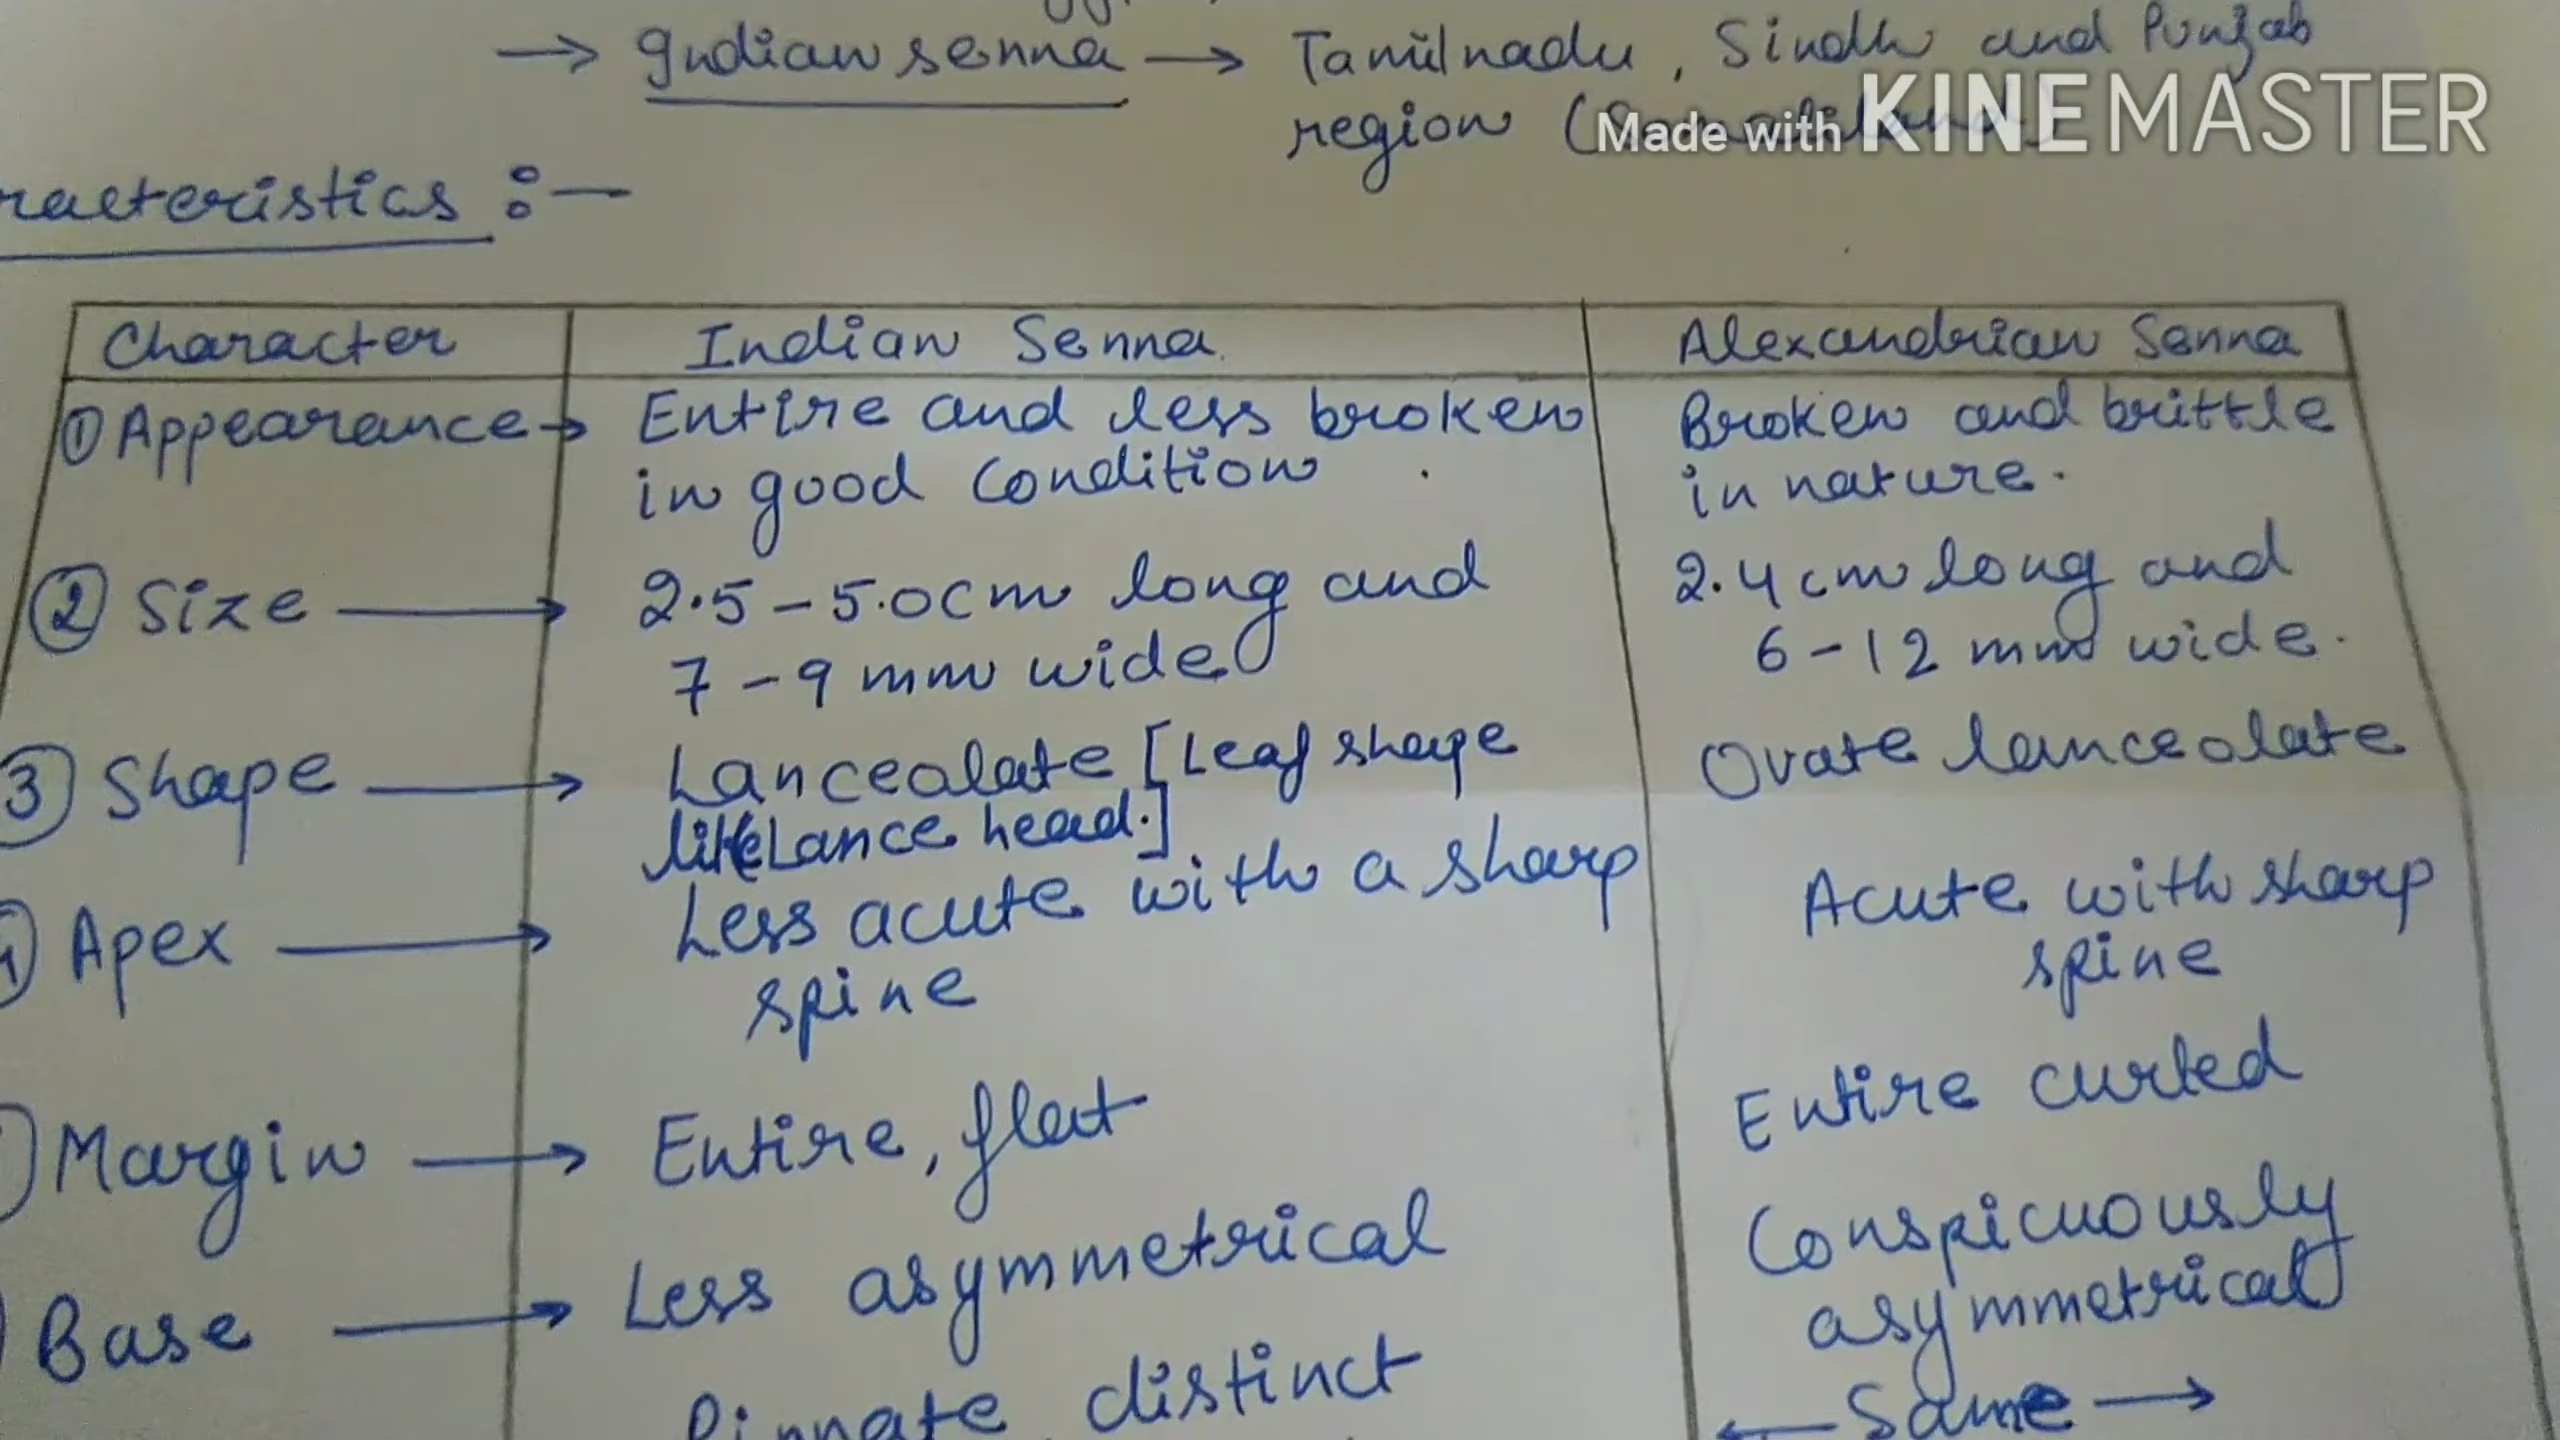 → Indian senna → Tamilnadu, Sindh and Punjab
region (
Made with KINEMASTER
racteristics :-
Character Indian Senna Alexandrian Senna
① Appearance → Entire and less broken Broken and brittle
in good condition in nature.
② Size → 2.5 - 5.0cm long and 2.4 cm long and
7 - 9 mm wide 6 - 12 mm wide.
③ Shape → Lancealate [Leaf shape Ovate lanceolate
like Lance head.]
Apex → Less acute with a sharp Acute with sharp
spine spine
Margin → Entire, flat Entire curled
Base → Less asymmetrical Conspicuously
asymmetrical
Pinnate, distinct ← Same →